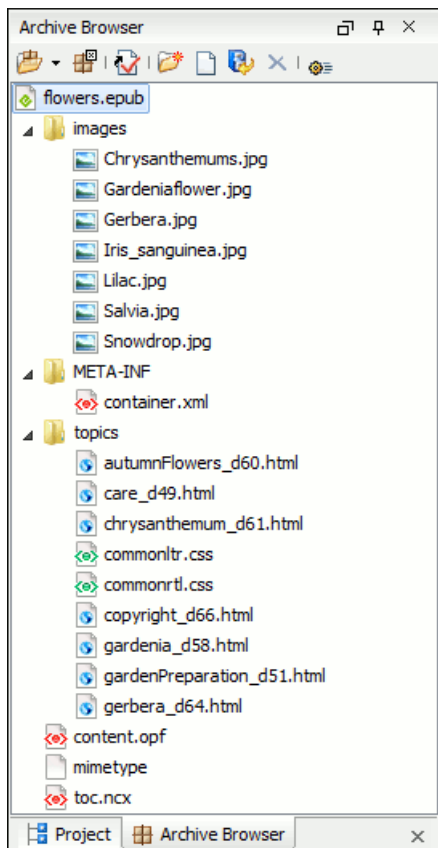 Archive Browser
flowers.epub
images
Chrysanthemums.jpg
Gardeniaflower.jpg
Gerbera.jpg
Iris_sanguinea.jpg
Lilac.jpg
Salvia.jpg
Snowdrop.jpg
META-INF
container.xml
topics
autumnFlowers_d60.html
care_d49.html
chrysanthemum_d61.html
commonltr.css
commonrtl.css
copyright_d66.html
gardenia_d58.html
gardenPreparation_d51.html
gerbera_d64.html
content.opf
mimetype
toc.ncx
Project Archive Browser